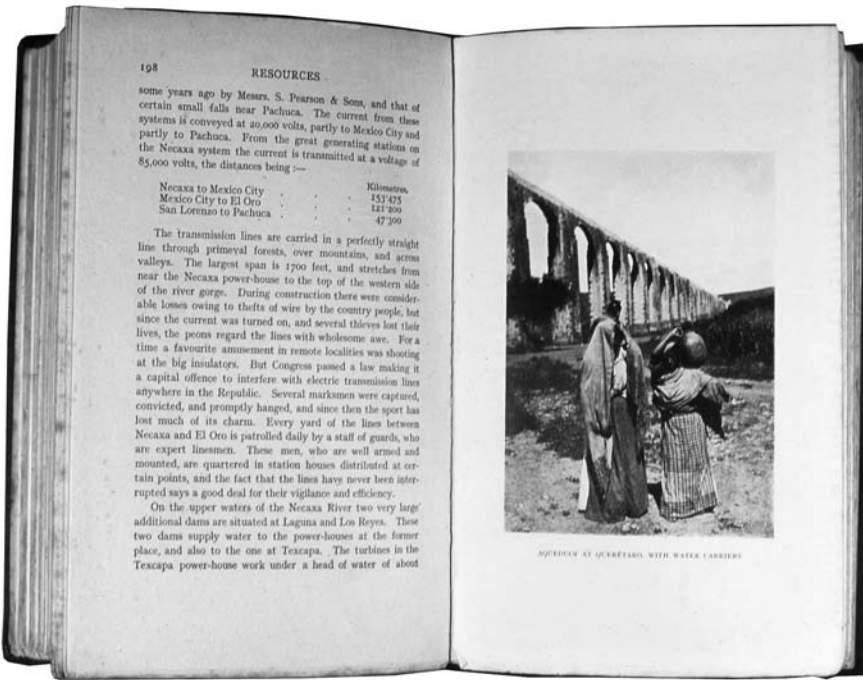 198
RESOURCES
some years ago by Messrs. S. Pearson & Sons, and that of
certain small falls near Pachuca. The current from these
systems is conveyed at 20,000 volts, partly to Mexico City and
partly to Pachuca. From the great generating stations on
the Necaxa system the current is transmitted at a voltage of
85,000 volts, the distances being :—
Kilometres.
Necaxa to Mexico City . . . 153·475
Mexico City to El Oro . . . 121·200
San Lorenzo to Pachuca . . . 47·300
The transmission lines are carried in a perfectly straight
line through primeval forests, over mountains, and across
valleys. The largest span is 1700 feet, and stretches from
near the Necaxa power-house to the top of the western side
of the river gorge. During construction there were consider-
able losses owing to thefts of wire by the country people, but
since the current was turned on, and several thieves lost their
lives, the peons regard the lines with wholesome awe. For a
time a favourite amusement in remote localities was shooting
at the big insulators. But Congress passed a law making it
a capital offence to interfere with electric transmission lines
anywhere in the Republic. Several marksmen were captured,
convicted, and promptly hanged, and since then the sport has
lost much of its charm. Every yard of the lines between
Necaxa and El Oro is patrolled daily by a staff of guards, who
are expert linesmen. These men, who are well armed and
mounted, are quartered in station houses distributed at cer-
tain points, and the fact that the lines have never been inter-
rupted says a good deal for their vigilance and efficiency.
On the upper waters of the Necaxa River two very large
additional dams are situated at Laguna and Los Reyes. These
two dams supply water to the power-houses at the former
place, and also to the one at Texcapa. The turbines in the
Texcapa power-house work under a head of water of about
AQUEDUCT AT QUERÉTARO, WITH WATER CARRIERS